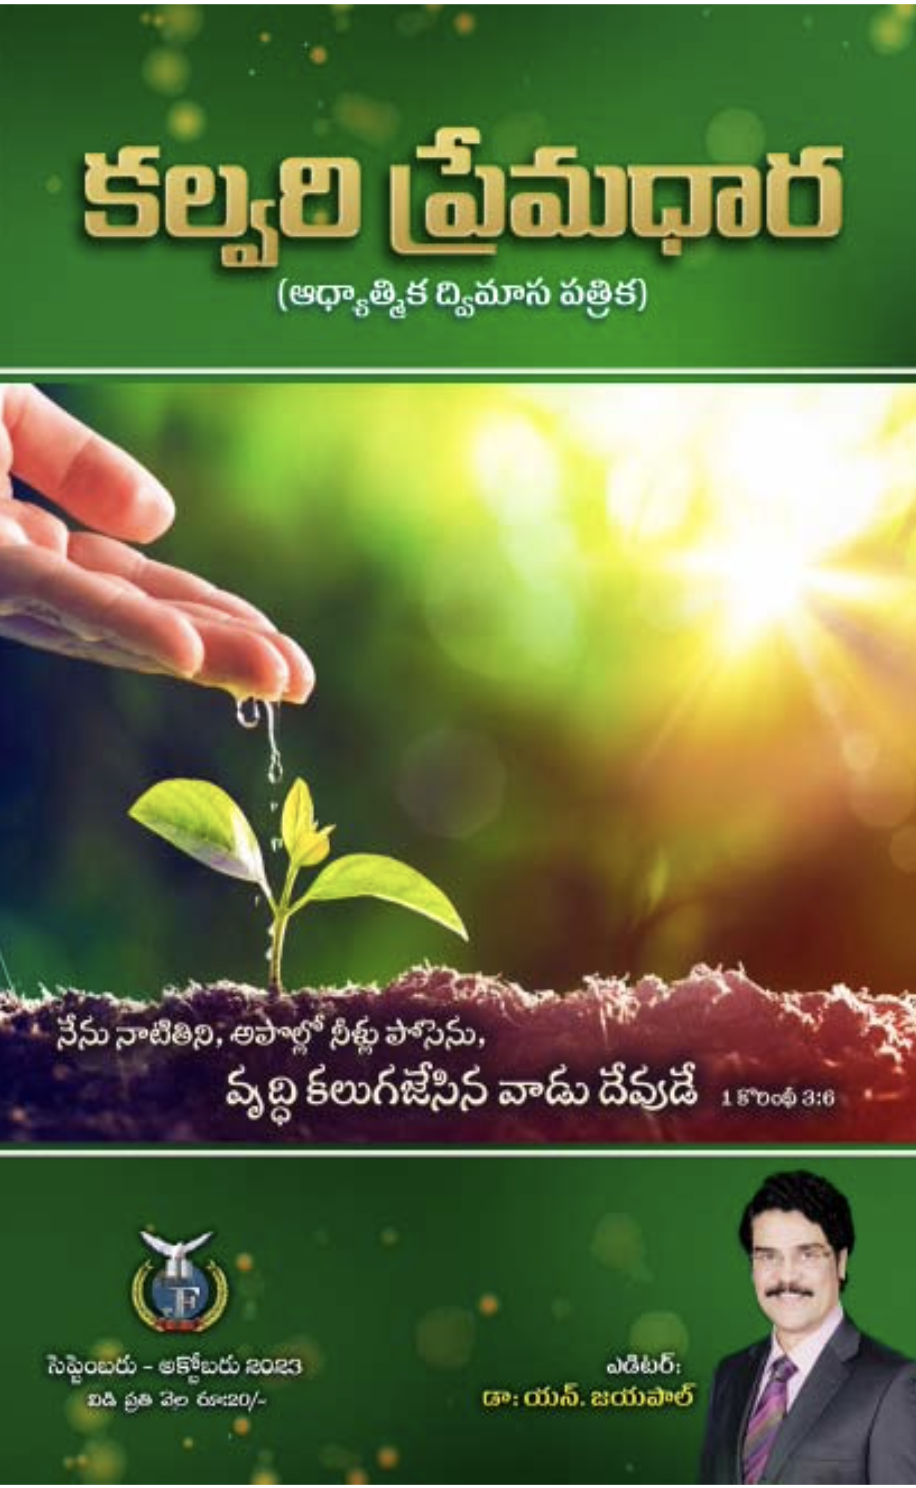 కల్వరి ప్రేమధార
(ఆధ్యాత్మిక ద్విమాస పత్రిక)
నేను నాటితిని, అపొల్లో నీళ్లు పోసెను,
వృద్ధి కలుగజేసిన వాడు దేవుడే 1 కొరింథీ 3:6
JF
సెప్టెంబరు - అక్టోబరు 2023
విడి ప్రతి వెల రూ:20/-
ఎడిటర్:
డా: యన్. జయపాల్